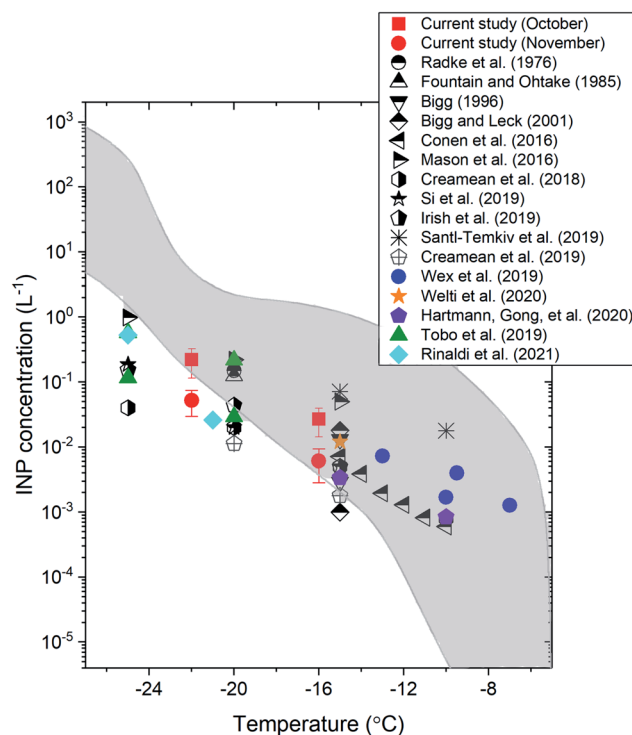 Current study (October)
Current study (November)
Radke et al. (1976)
Fountain and Ohtake (1985)
Bigg (1996)
Bigg and Leck (2001)
Conen et al. (2016)
Mason et al. (2016)
Creamean et al. (2018)
Si et al. (2019)
Irish et al. (2019)
Santl-Temkiv et al. (2019)
Creamean et al. (2019)
Wex et al. (2019)
Welti et al. (2020)
Hartmann, Gong, et al. (2020)
Tobo et al. (2019)
Rinaldi et al. (2021)
INP concentration (L⁻¹)
10³
10²
10¹
10⁰
10⁻¹
10⁻²
10⁻³
10⁻⁴
10⁻⁵
-24 -20 -16 -12 -8
Temperature (°C)